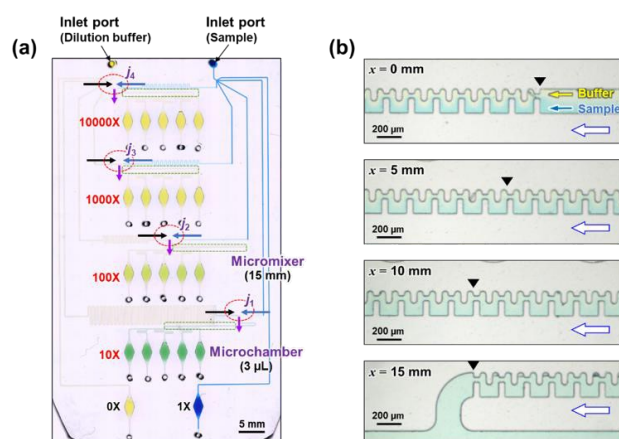 Inlet port
(Dilution buffer)
Inlet port
(Sample)
(a)
j4
10000X
j3
1000X
j2
100X
Micromixer
(15 mm)
j1
10X
Microchamber
(3 µL)
0X
1X
5 mm
(b)
x = 0 mm
Buffer
Sample
200 µm
x = 5 mm
200 µm
x = 10 mm
200 µm
x = 15 mm
200 µm